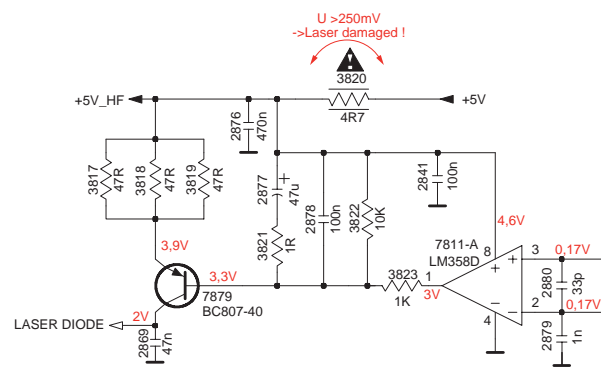 U >250mV
->Laser damaged !
3820
4R7
+5V_HF
+5V
2876
470n
3817
47R
3818
47R
3819
47R
2877
47u
+
2878
100n
3822
10K
2841
100n
4,6V
3821
1R
3,9V
3,3V
7879
BC807-40
3823
1K
1
3V
7811-A
LM358D
8
+
+
3
0,17V
2880
33p
2
0,17V
4
2879
1n
2V
LASER DIODE
2869
47n